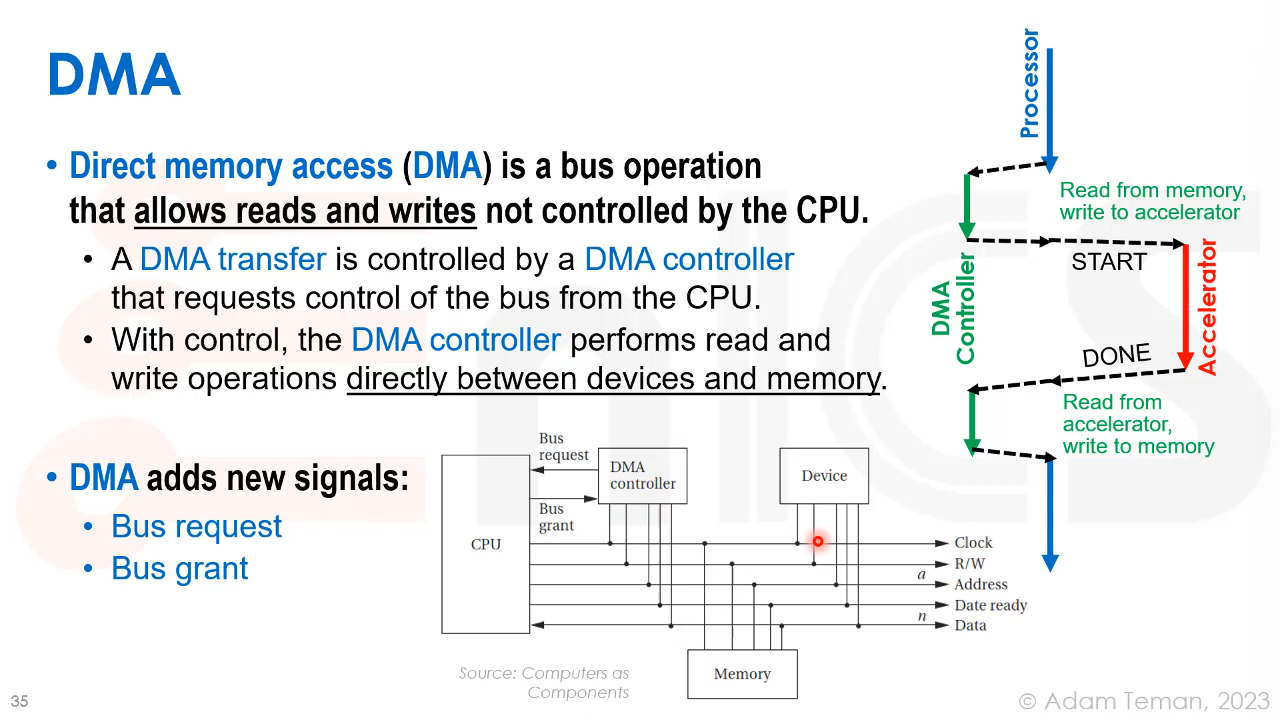 DMA
• Direct memory access (DMA) is a bus operation
that allows reads and writes not controlled by the CPU.
• A DMA transfer is controlled by a DMA controller
that requests control of the bus from the CPU.
• With control, the DMA controller performs read and
write operations directly between devices and memory.
• DMA adds new signals:
• Bus request
• Bus grant
Processor
Read from memory,
write to accelerator
START
DMA
Controller
Accelerator
DONE
Read from
accelerator,
write to memory
Bus
request
DMA
controller
Device
Bus
grant
CPU
Clock
R/W
a
Address
Date ready
n
Data
Memory
Source: Computers as
Components
35
© Adam Teman, 2023
enics